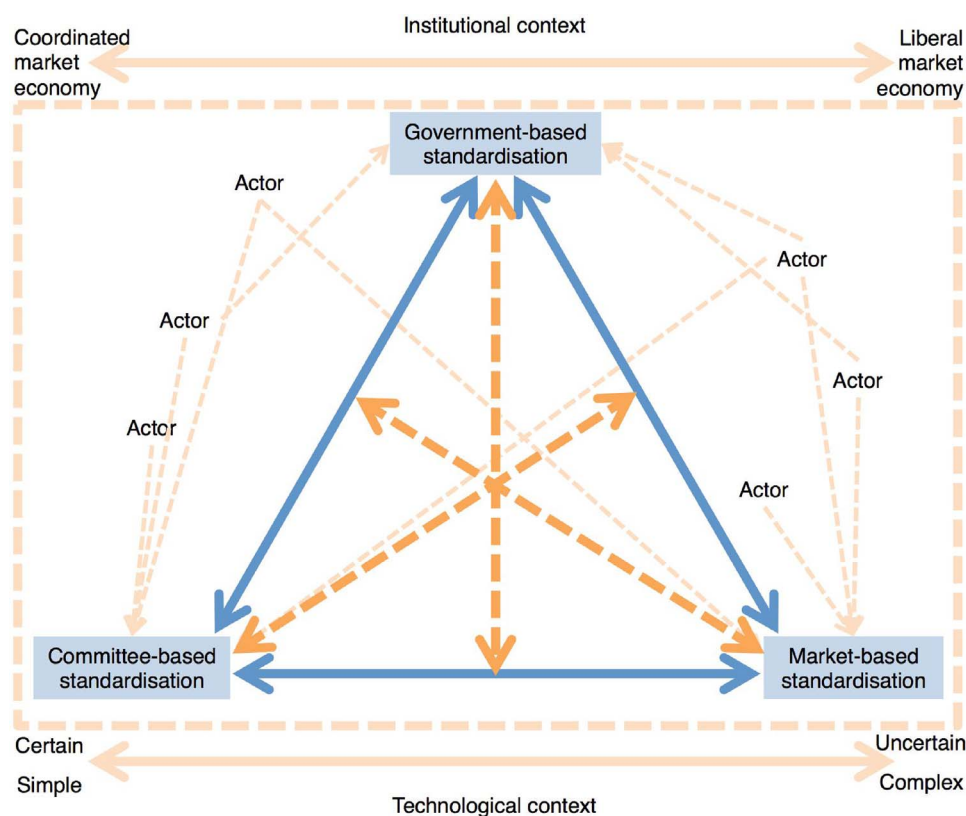 Institutional context
Coordinated
market
economy
Liberal
market
economy
Government-based
standardisation
Actor
Actor
Actor
Actor
Actor
Actor
Committee-based
standardisation
Market-based
standardisation
Certain
Simple
Uncertain
Complex
Technological context